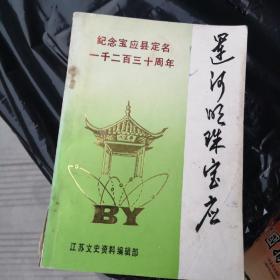 紀念宝应县定名
一千二百三十周年
运河明珠宝应
BY
江苏文史资料编辑部